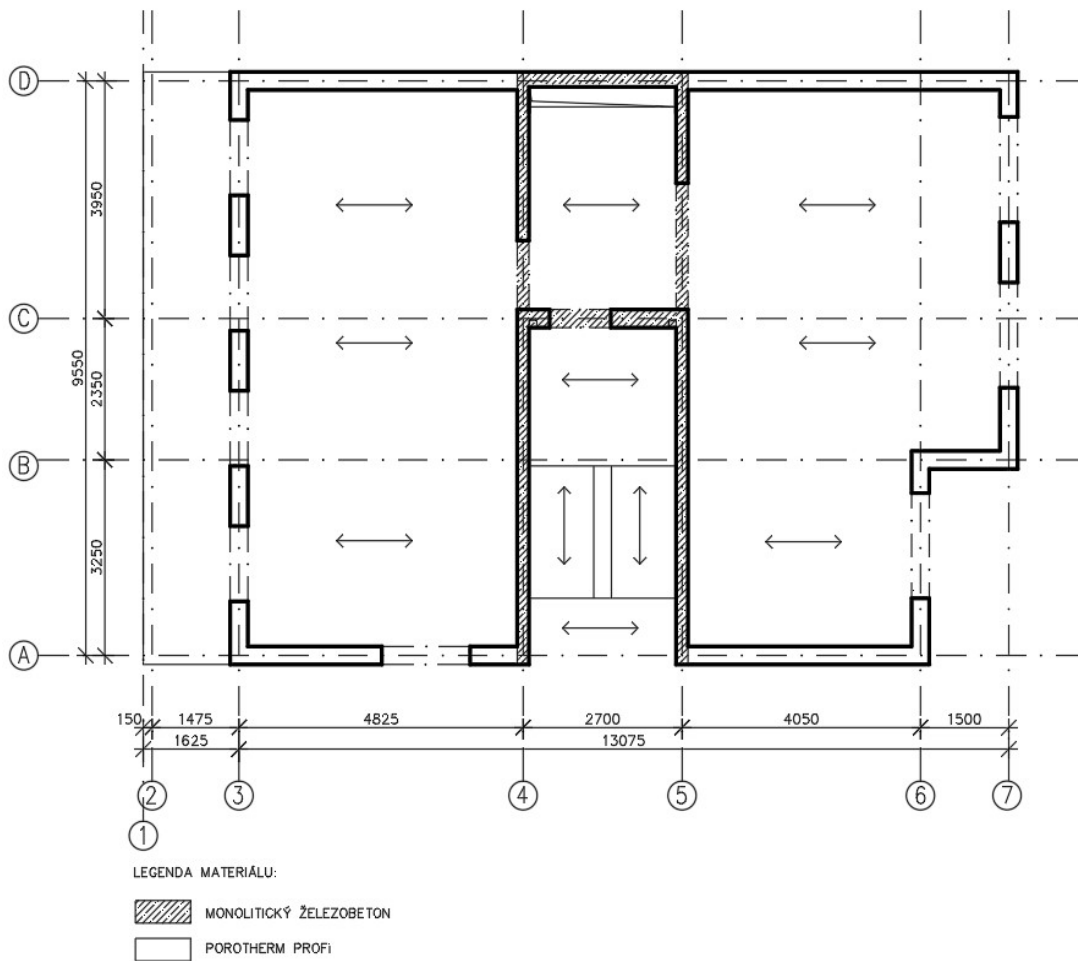 D
3950
C
9550
2350
B
3250
A
150 1475 4825 2700 4050 1500
1625 13075
2 3 4 5 6 7
1
LEGENDA MATERIÁLU:
MONOLITICKÝ ŽELEZOBETON
POROTHERM PROFi